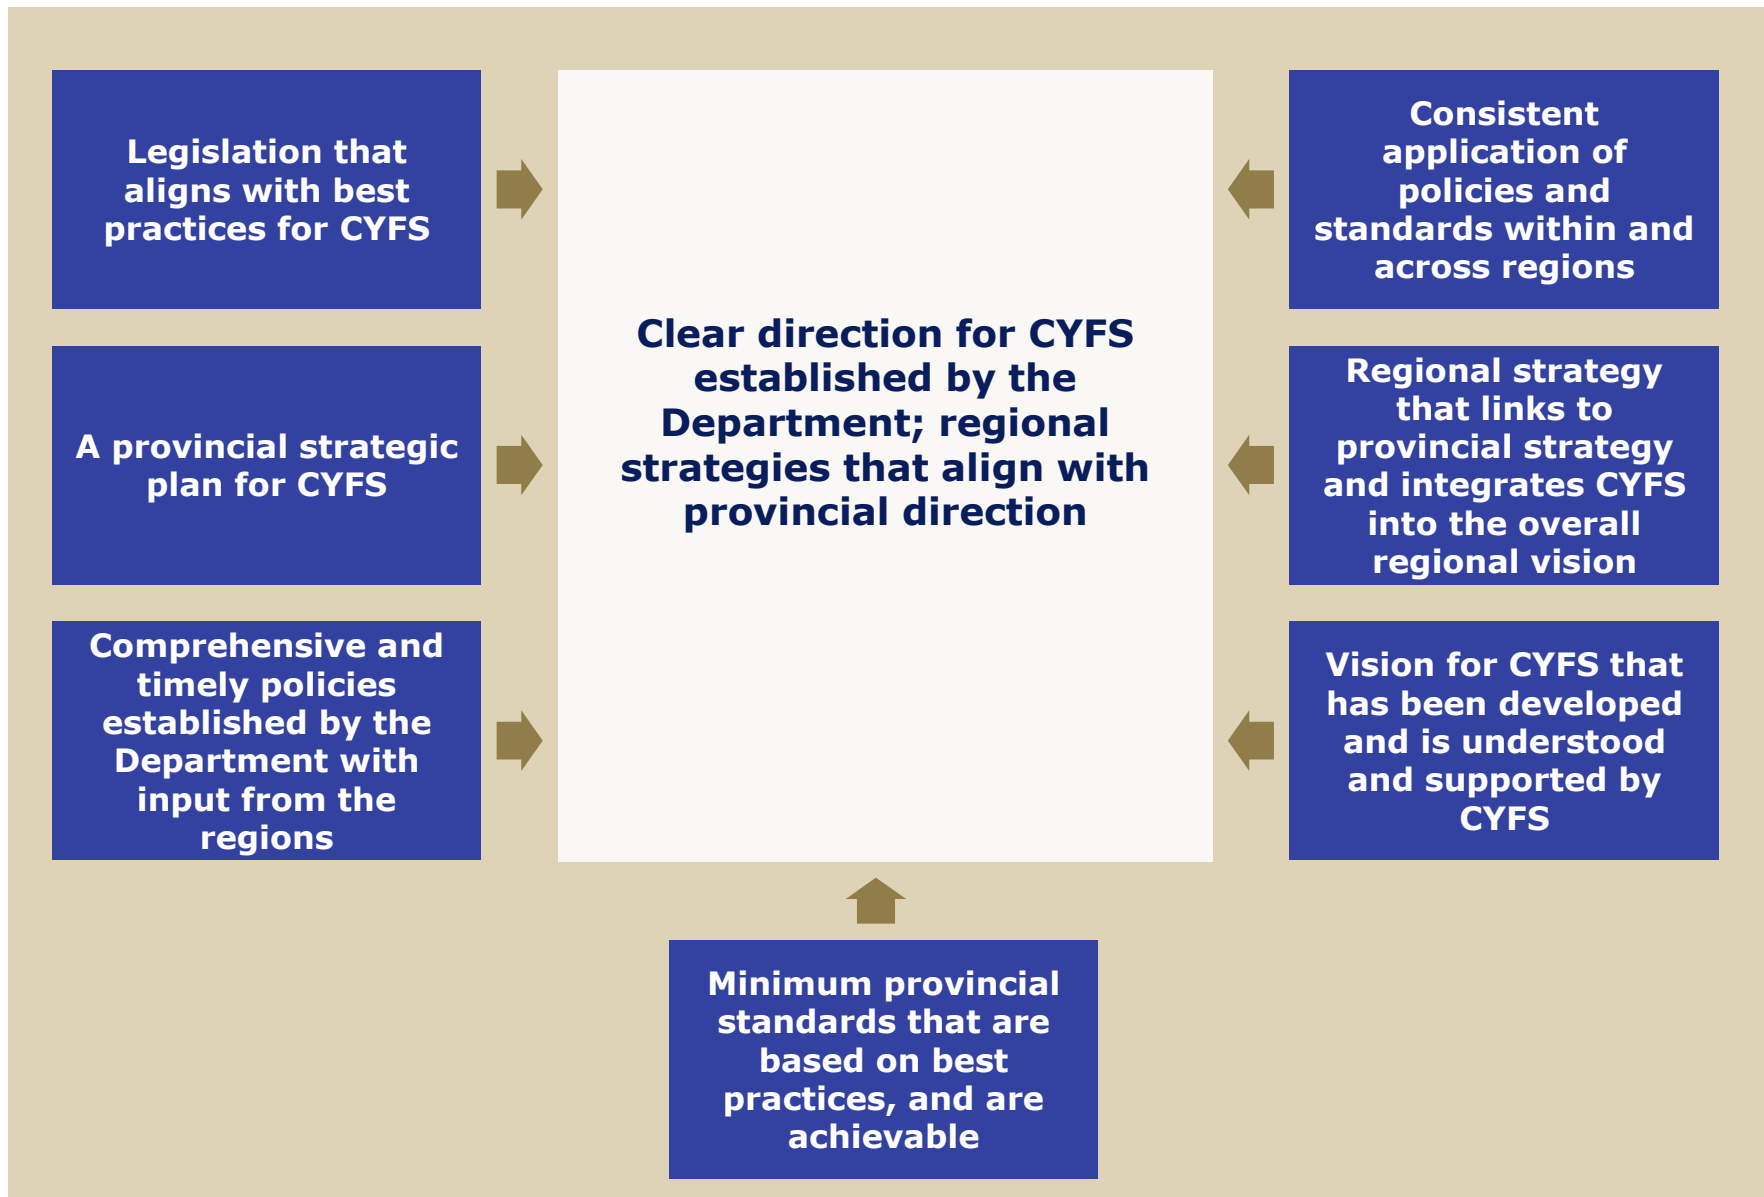 Legislation that
aligns with best
practices for CYFS
A provincial strategic
plan for CYFS
Comprehensive and
timely policies
established by the
Department with
input from the
regions
Clear direction for CYFS
established by the
Department; regional
strategies that align with
provincial direction
Consistent
application of
policies and
standards within and
across regions
Regional strategy
that links to
provincial strategy
and integrates CYFS
into the overall
regional vision
Vision for CYFS that
has been developed
and is understood
and supported by
CYFS
Minimum provincial
standards that are
based on best
practices, and are
achievable